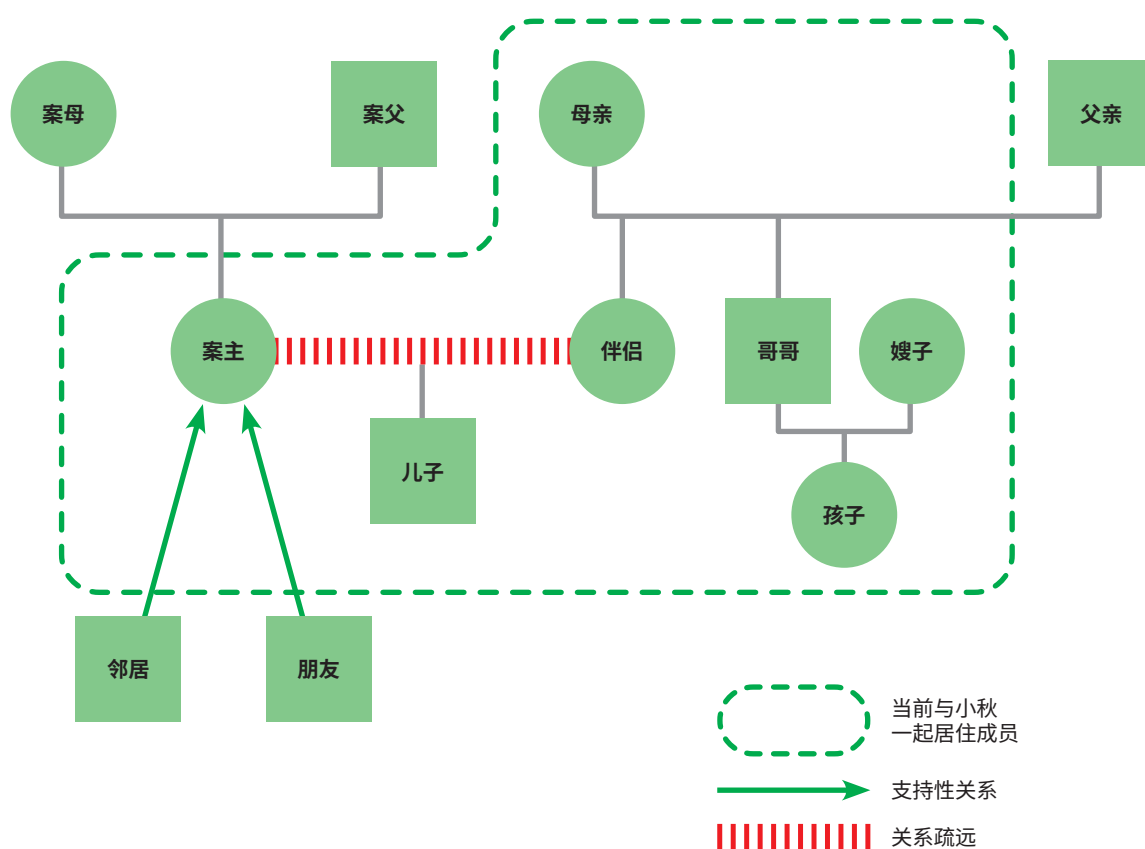 案母
案父
母亲
父亲
案主
伴侣
哥哥
嫂子
儿子
孩子
邻居
朋友
当前与小秋
一起居住成员
支持性关系
关系疏远